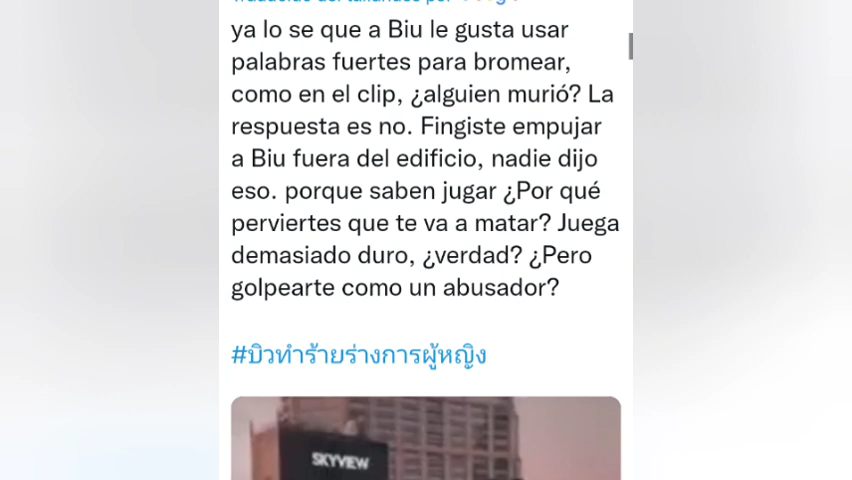 ya lo se que a Biu le gusta usar
palabras fuertes para bromear,
como en el clip, ¿alguien murió? La
respuesta es no. Fingiste empujar
a Biu fuera del edificio, nadie dijo
eso. porque saben jugar ¿Por qué
perviertes que te va a matar? Juega
demasiado duro, ¿verdad? ¿Pero
golpearte como un abusador?
#บิวทำร้ายร่างการผู้หญิง
SKYVIEW